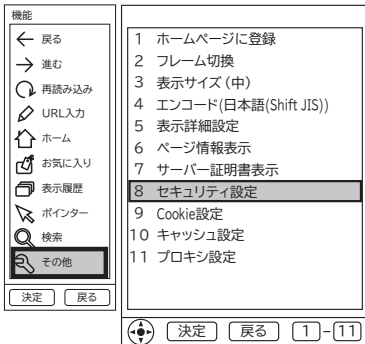 機能
戻る
進む
再読み込み
URL入力
ホーム
お気に入り
表示履歴
ポインター
検索
その他
決定 戻る
1 ホームページに登録
2 フレーム切換
3 表示サイズ（中）
4 エンコード(日本語(Shift JIS))
5 表示詳細設定
6 ページ情報表示
7 サーバー証明書表示
8 セキュリティ設定
9 Cookie設定
10 キャッシュ設定
11 プロキシ設定
決定 戻る 1-11